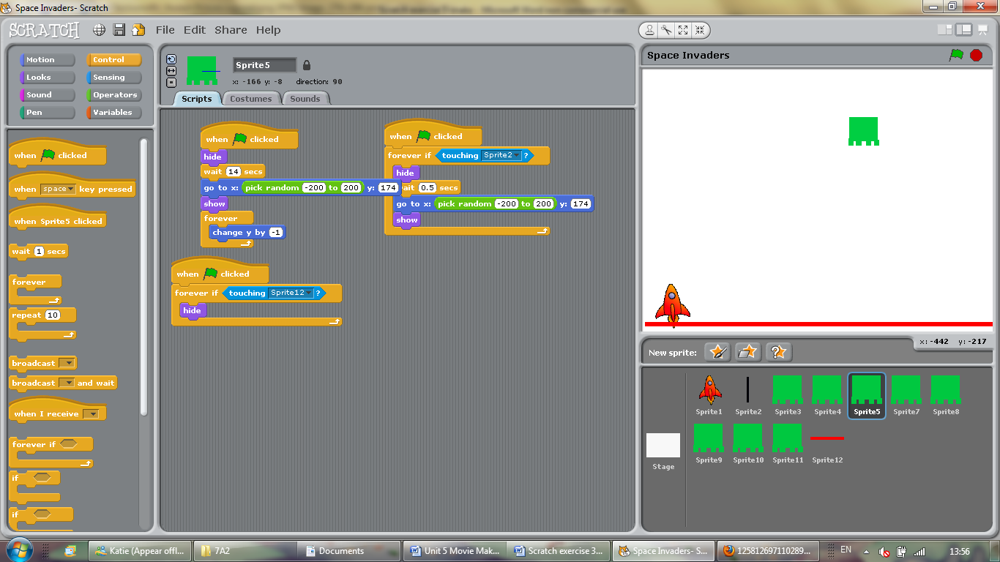 Space Invaders- Scratch
SCRATCH File Edit Share Help
Motion Control
Looks Sensing
Sound Operators
Pen Variables
when clicked
when space key pressed
when Sprite5 clicked
wait 1 secs
forever
repeat 10
broadcast
broadcast and wait
when I receive
forever if
if
if
Sprite5
x: -166 y: -8 direction: 90
Scripts Costumes Sounds
when clicked
hide
wait 14 secs
go to x: pick random -200 to 200 y: 174
show
forever
change y by -1
when clicked
forever if touching Sprite2 ?
hide
wait 0.5 secs
go to x: pick random -200 to 200 y: 174
show
when clicked
forever if touching Sprite12 ?
hide
Space Invaders
x: -442 y: -217
New sprite:
Sprite1 Sprite2 Sprite3 Sprite4 Sprite5 Sprite7 Sprite8
Sprite9 Sprite10 Sprite11 Sprite12
Stage
Katie (Appear offl... 7A2 Documents Unit 5 Movie Mak... Scratch exercise 3... Space Invaders- S... 125812697110289... EN 13:56